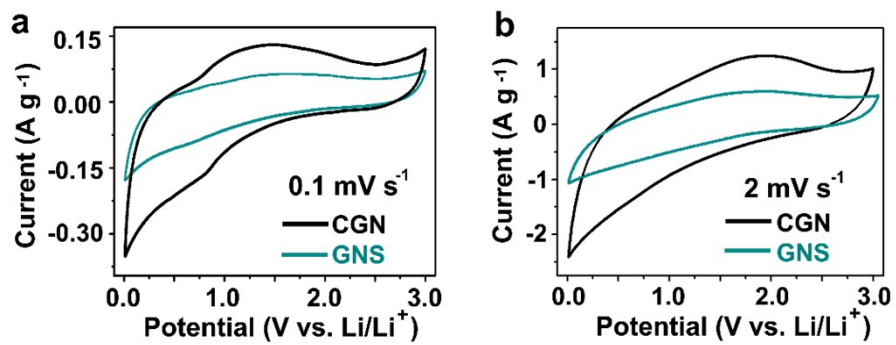 a
0.15
0.00
-0.15
-0.30
Current (A g⁻¹)
0.1 mV s⁻¹
CGN
GNS
0.0 1.0 2.0 3.0
Potential (V vs. Li/Li⁺)
b
1
0
-1
-2
Current (A g⁻¹)
2 mV s⁻¹
CGN
GNS
0.0 1.0 2.0 3.0
Potential (V vs. Li/Li⁺)